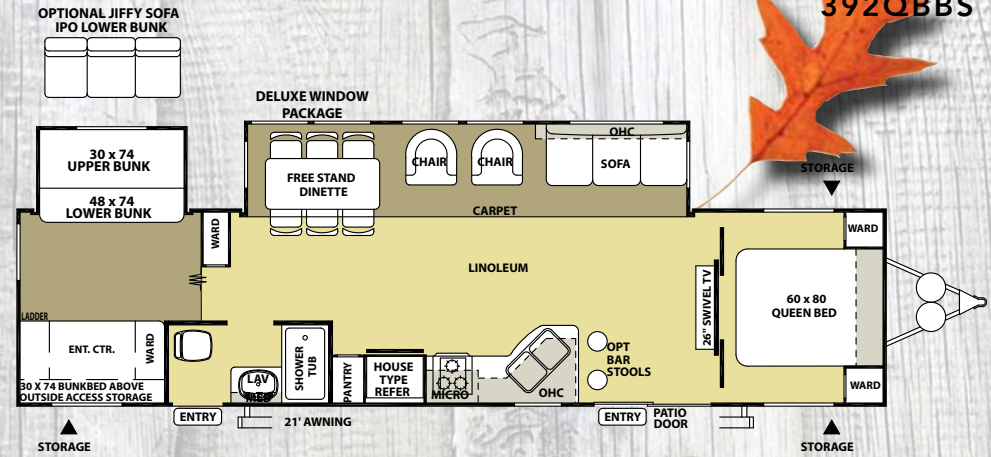 392QBBS
OPTIONAL JIFFY SOFA
IPO LOWER BUNK
DELUXE WINDOW
PACKAGE
30 x 74
UPPER BUNK
48 x 74
LOWER BUNK
WARD
FREE STAND
DINETTE
CHAIR
CHAIR
OHC
SOFA
CARPET
STORAGE
WARD
LINOLEUM
26" SWIVEL TV
60 x 80
QUEEN BED
WARD
LADDER
ENT. CTR.
WARD
30 X 74 BUNKBED ABOVE
OUTSIDE ACCESS STORAGE
LAV
MED
SHOWER
TUB
PANTRY
HOUSE
TYPE
REFER
MICRO
OHC
OPT
BAR
STOOLS
ENTRY
21' AWNING
ENTRY
PATIO
DOOR
STORAGE
STORAGE